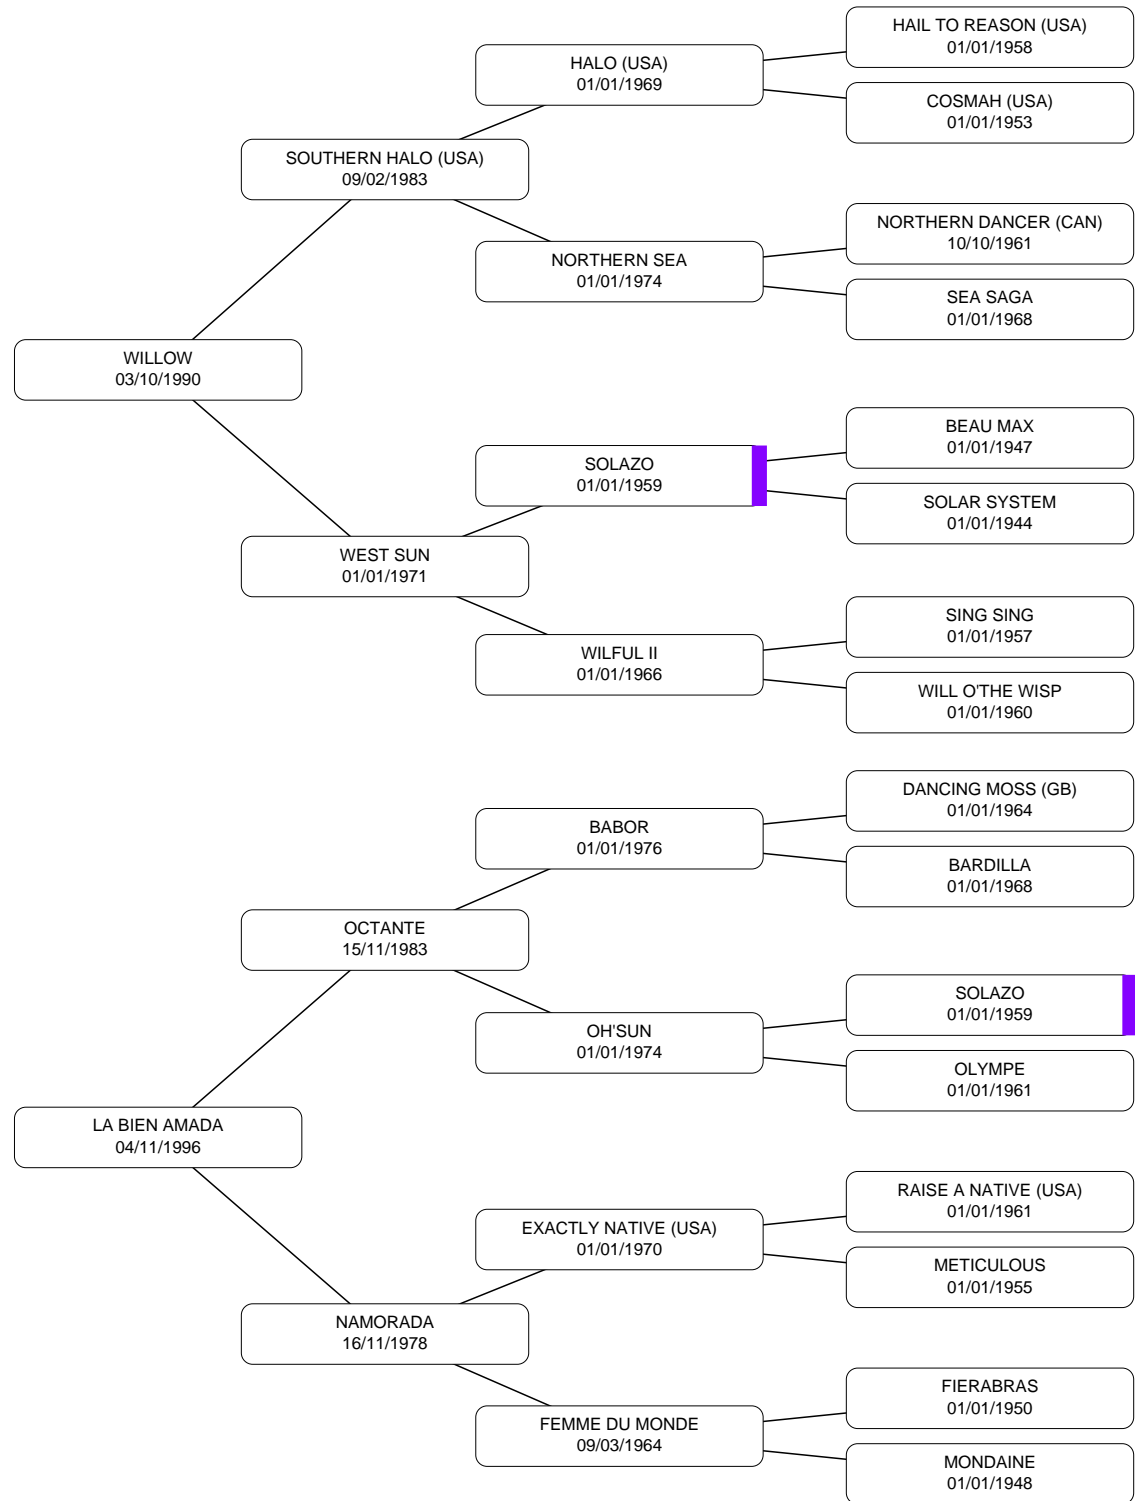 HAIL TO REASON (USA)
01/01/1958
HALO (USA)
01/01/1969
COSMAH (USA)
01/01/1953
SOUTHERN HALO (USA)
09/02/1983
NORTHERN DANCER (CAN)
10/10/1961
NORTHERN SEA
01/01/1974
SEA SAGA
01/01/1968
WILLOW
03/10/1990
BEAU MAX
01/01/1947
SOLAZO
01/01/1959
SOLAR SYSTEM
01/01/1944
WEST SUN
01/01/1971
SING SING
01/01/1957
WILFUL II
01/01/1966
WILL O'THE WISP
01/01/1960
DANCING MOSS (GB)
01/01/1964
BABOR
01/01/1976
BARDILLA
01/01/1968
OCTANTE
15/11/1983
SOLAZO
01/01/1959
OH'SUN
01/01/1974
OLYMPE
01/01/1961
LA BIEN AMADA
04/11/1996
RAISE A NATIVE (USA)
01/01/1961
EXACTLY NATIVE (USA)
01/01/1970
METICULOUS
01/01/1955
NAMORADA
16/11/1978
FIERABRAS
01/01/1950
FEMME DU MONDE
09/03/1964
MONDAINE
01/01/1948